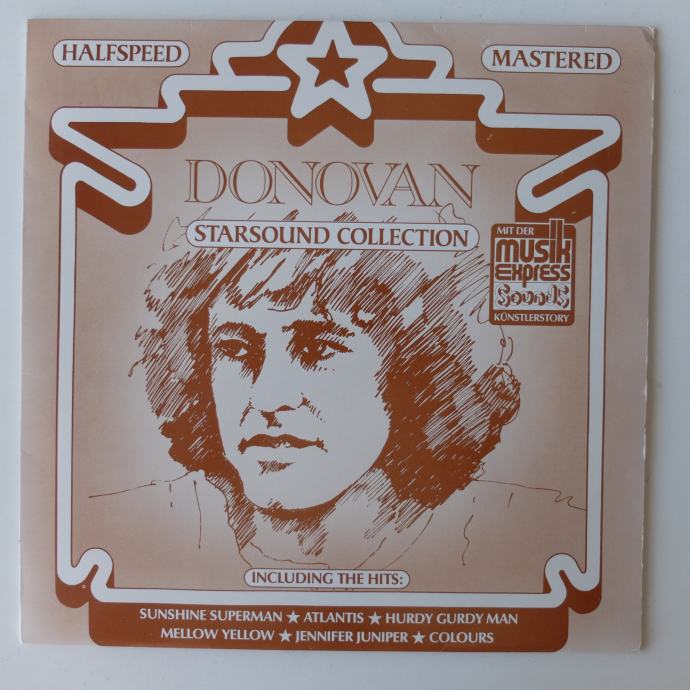 HALFSPEED
MASTERED
DONOVAN
STARSOUND COLLECTION
MIT DER
musik
express
Sounds
KÜNSTLERSTORY
INCLUDING THE HITS:
SUNSHINE SUPERMAN ★ ATLANTIS ★ HURDY GURDY MAN
MELLOW YELLOW ★ JENNIFER JUNIPER ★ COLOURS